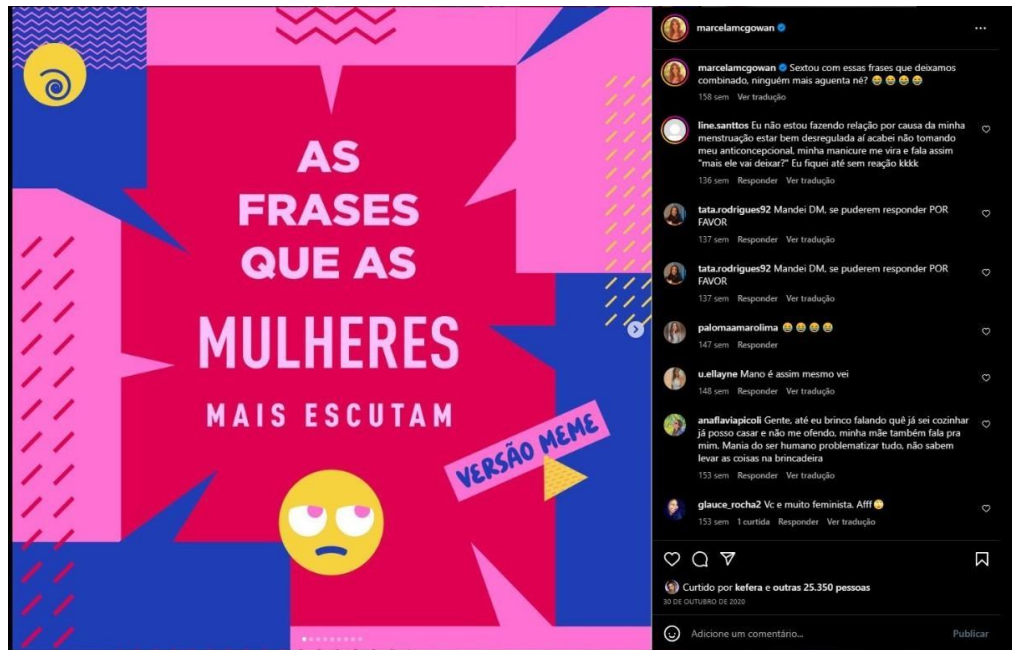 AS
FRASES
QUE AS
MULHERES
MAIS ESCUTAM
VERSÃO MEME
marcelamcgowan
marcelamcgowan Sextou com essas frases que deixamos
combinado, ninguém mais aguenta né? 😂 😂 😂 😂
158 sem Ver tradução
line.santtos Eu não estou fazendo relação por causa da minha
menstruação estar bem desregulada aí acabei não tomando
meu anticoncepcional, minha manicure me vira e fala assim
"mais ele vai deixar?" Eu fiquei até sem reação kkkk
136 sem Responder Ver tradução
tata.rodrigues92 Mandei DM, se puderem responder POR
FAVOR
137 sem Responder Ver tradução
tata.rodrigues92 Mandei DM, se puderem responder POR
FAVOR
137 sem Responder Ver tradução
palomaamarolima 😂 😂 😂 😂
147 sem Responder
u.ellayne Mano é assim mesmo vei
148 sem Responder Ver tradução
anaflaviapicoli Gente, até eu brinco falando quê já sei cozinhar
já posso casar e não me ofendo, minha mãe também fala pra
mim. Mania do ser humano problematizar tudo, não sabem
levar as coisas na brincadeira
153 sem Responder Ver tradução
glauce_rocha2 Vc e muito feminista. Afff🙄
153 sem 1 curtida Responder Ver tradução
Curtido por kefera e outras 25.350 pessoas
30 DE OUTUBRO DE 2020
Adicione um comentário...
Publicar